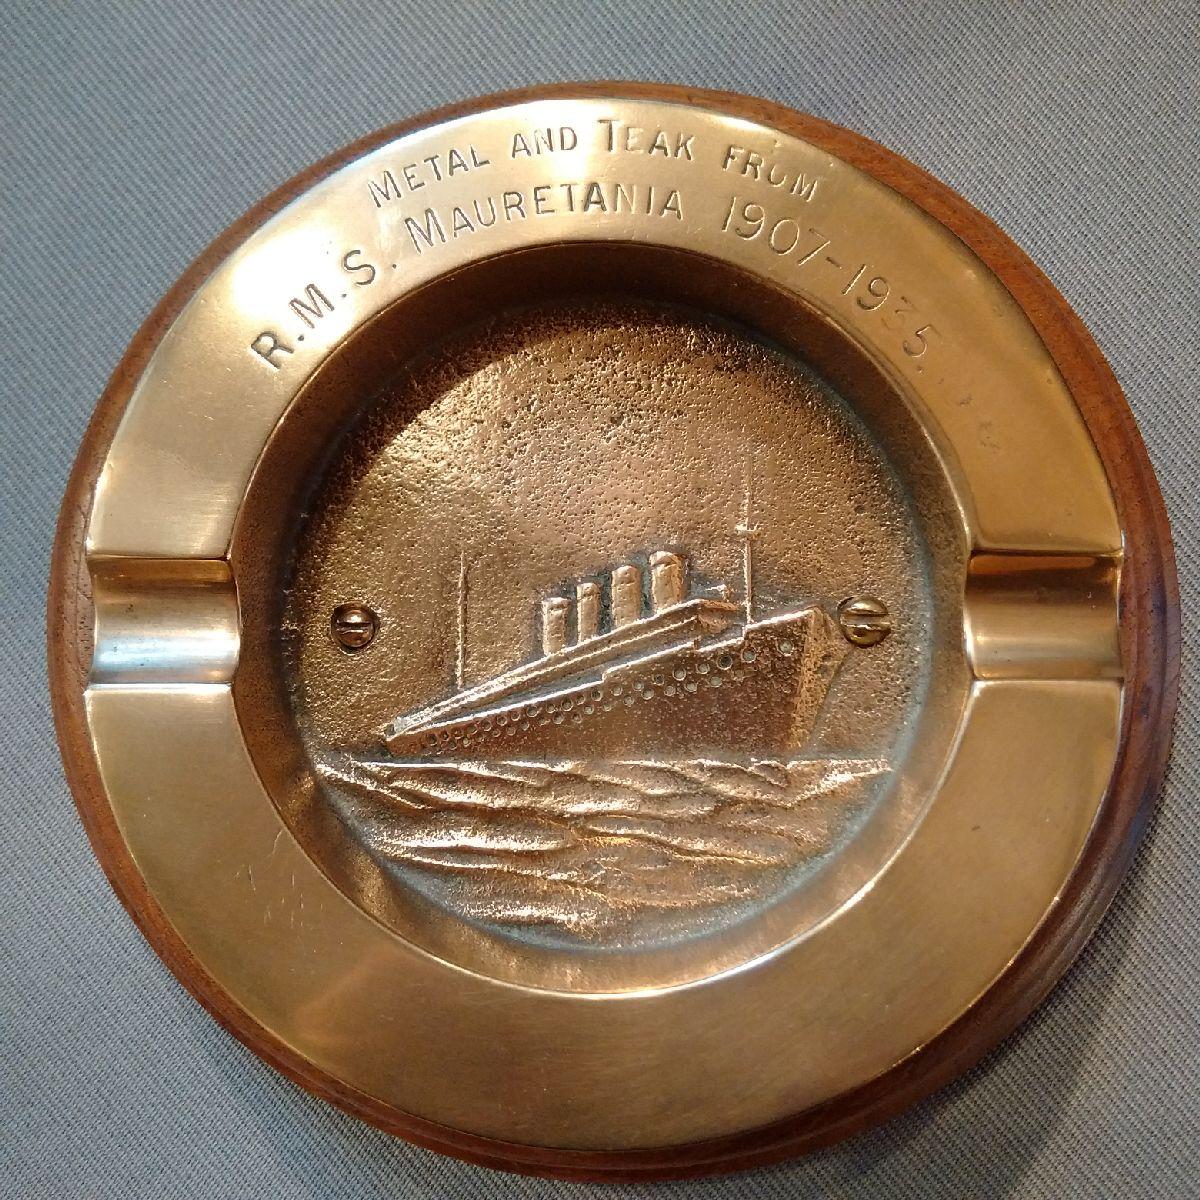 METAL AND TEAK FROM
R.M.S. MAURETANIA 1907-1935.